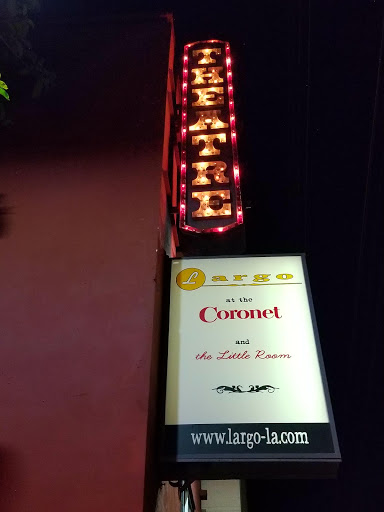 THEATRE
Largo
at the
Coronet
and
the Little Room
www.largo-la.com